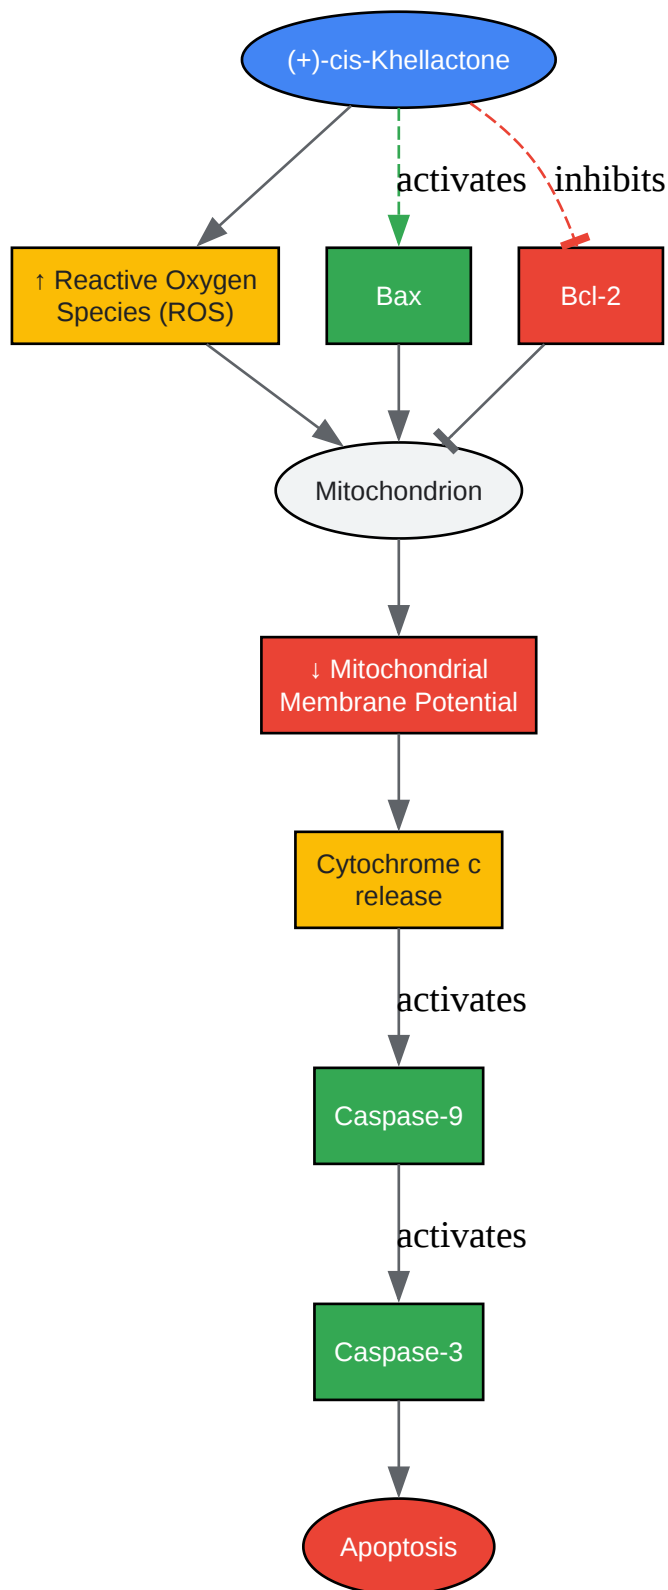 (+)-cis-Khellactone
activates
inhibits
↑ Reactive Oxygen
Species (ROS)
Bax
Bcl-2
Mitochondrion
↓ Mitochondrial
Membrane Potential
Cytochrome c
release
activates
Caspase-9
activates
Caspase-3
Apoptosis